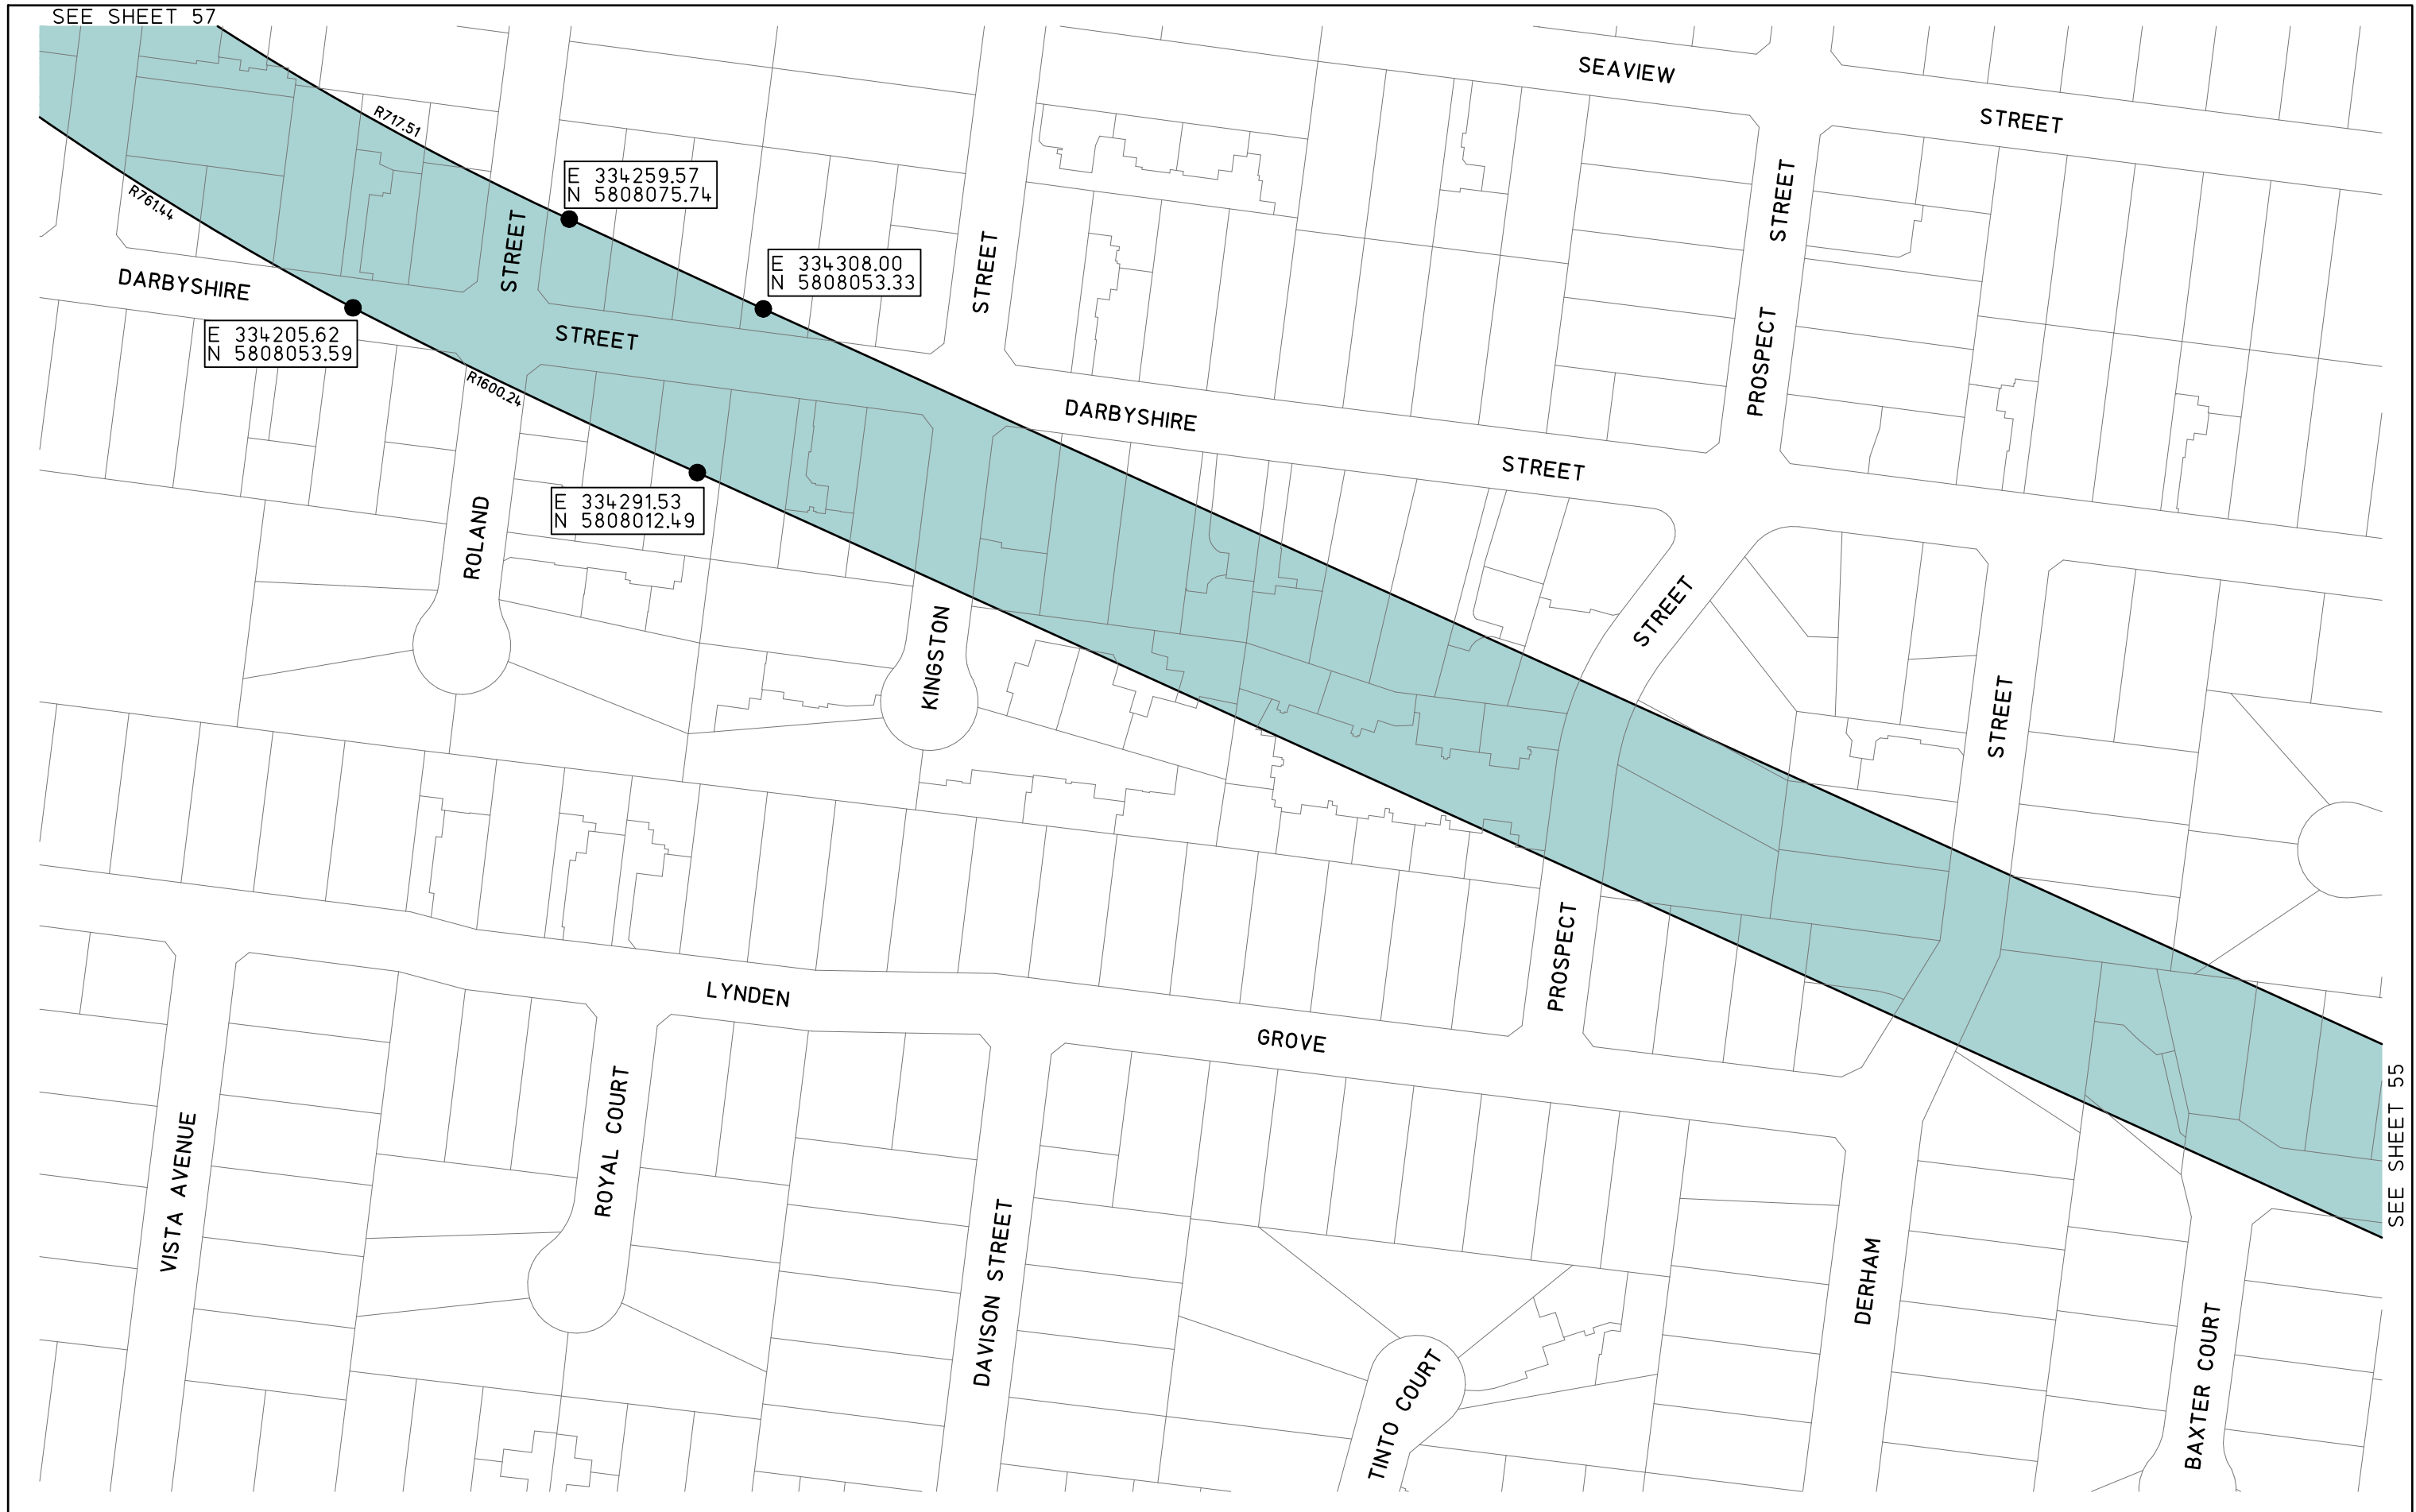 SEE SHEET 57
SEAVIEW
STREET
R717.51
E 334259.57
N 5808075.74
STREET
R761.44
STREET
STREET
E 334308.00
N 5808053.33
DARBYSHIRE
E 334205.62
N 5808053.59
STREET
PROSPECT
R1600.24
DARBYSHIRE
STREET
E 334291.53
N 5808012.49
ROLAND
STREET
KINGSTON
STREET
PROSPECT
LYNDEN
GROVE
ROYAL COURT
VISTA AVENUE
SEE SHEET 55
DAVISON STREET
DERHAM
TINTO COURT
BAXTER COURT